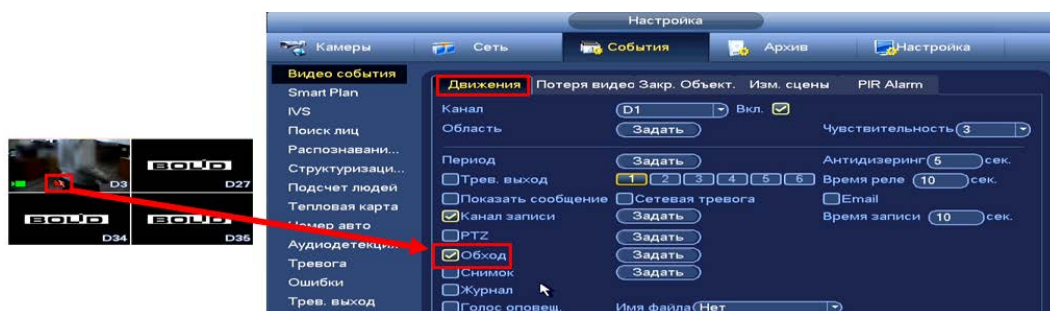 Настройка
Камеры Сеть События Архив Настройка
Видео события
Smart Plan
IVS
Поиск лиц
Распознавани...
Структуризаци...
Подсчет людей
Тепловая карта
Номер авто
Аудиодетекци...
Тревога
Ошибки
Трев. выход
Движения Потеря видео Закр. Объект. Изм. сцены PIR Alarm
Канал D1 Вкл.
Область Задать Чувствительность 3
Период Задать Антидизеринг 5 сек.
Трев. выход 1 2 3 4 5 6 Время реле 10 сек.
Показать сообщение Сетевая тревога Email
Канал записи Задать Время записи 10 сек.
PTZ Задать
Обход Задать
Снимок Задать
Журнал
Голос оповещ. Имя файла Нет
D3
BOLID
D27
BOLID
D34
BOLID
D35